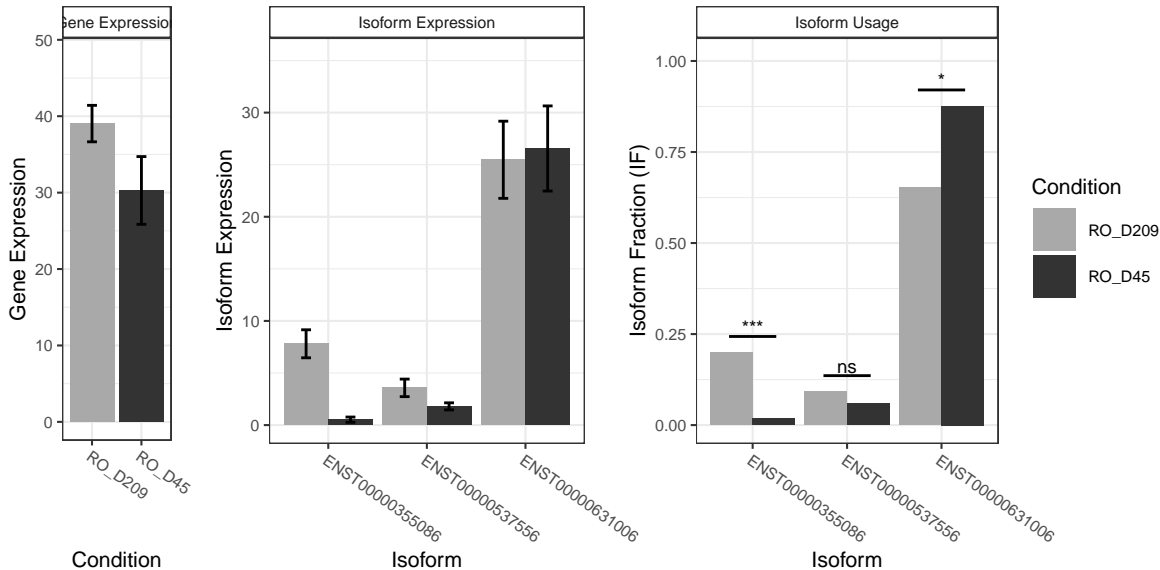 Gene Expression
Gene Expression
50
40
30
20
10
0
RO_D209
RO_D45
Condition
Isoform Expression
Isoform Expression
30
20
10
0
ENST00000355086
ENST00000537556
ENST00000631006
Isoform
Isoform Usage
Isoform Fraction (IF)
1.00
0.75
0.50
0.25
0.00
***
ns
*
ENST00000355086
ENST00000537556
ENST00000631006
Isoform
Condition
RO_D209
RO_D45